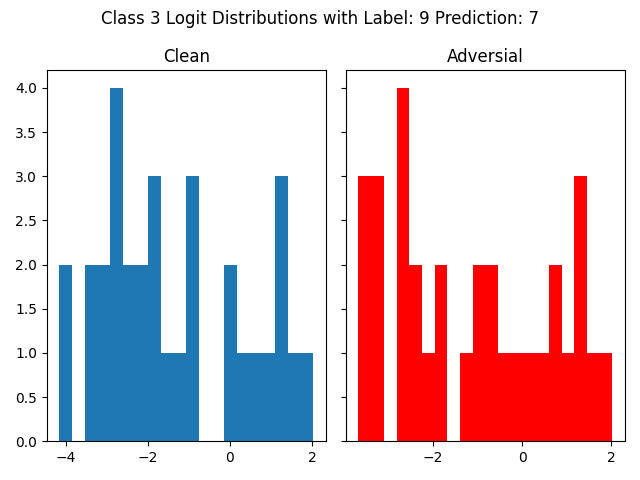 Class 3 Logit Distributions with Label: 9 Prediction: 7
Clean
Adversial
4.0
3.5
3.0
2.5
2.0
1.5
1.0
0.5
0.0
−4 −2 0 2
−2 0 2